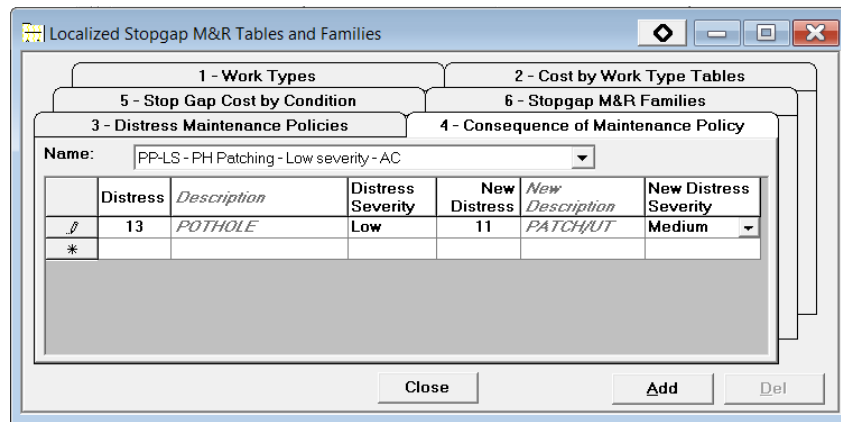 Localized Stopgap M&R Tables and Families
1 - Work Types 2 - Cost by Work Type Tables
5 - Stop Gap Cost by Condition 6 - Stopgap M&R Families
3 - Distress Maintenance Policies 4 - Consequence of Maintenance Policy
Name: PP-LS - PH Patching - Low severity - AC
Distress Description Distress Severity New Distress New Description New Distress Severity
13 POTHOLE Low 11 PATCH/UT Medium
*
Close Add Del